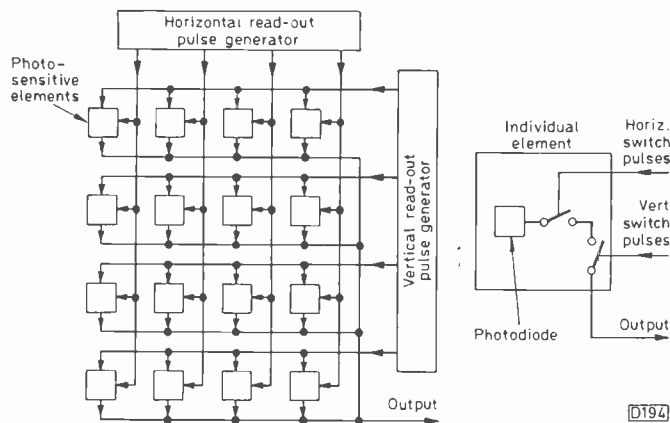 Horizontal read-out
pulse generator
Photo-
sensitive
elements
Vertical read-out
pulse generator
Output
Individual
element
Horiz.
switch
pulses
Vert
switch
pulses
Photodiode
Output
D194